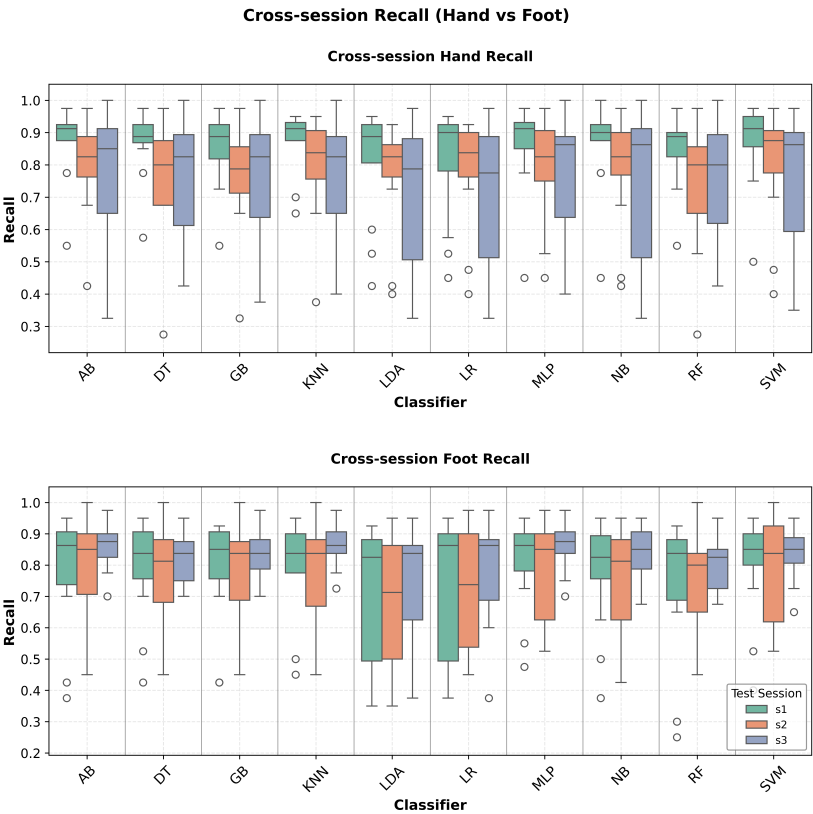 Cross-session Recall (Hand vs Foot)
Cross-session Hand Recall
Recall
1.0
0.9
0.8
0.7
0.6
0.5
0.4
0.3
AB DT GB KNN LDA LR MLP NB RF SVM
Classifier
Cross-session Foot Recall
Recall
1.0
0.9
0.8
0.7
0.6
0.5
0.4
0.3
0.2
Test Session
s1
s2
s3
AB DT GB KNN LDA LR MLP NB RF SVM
Classifier